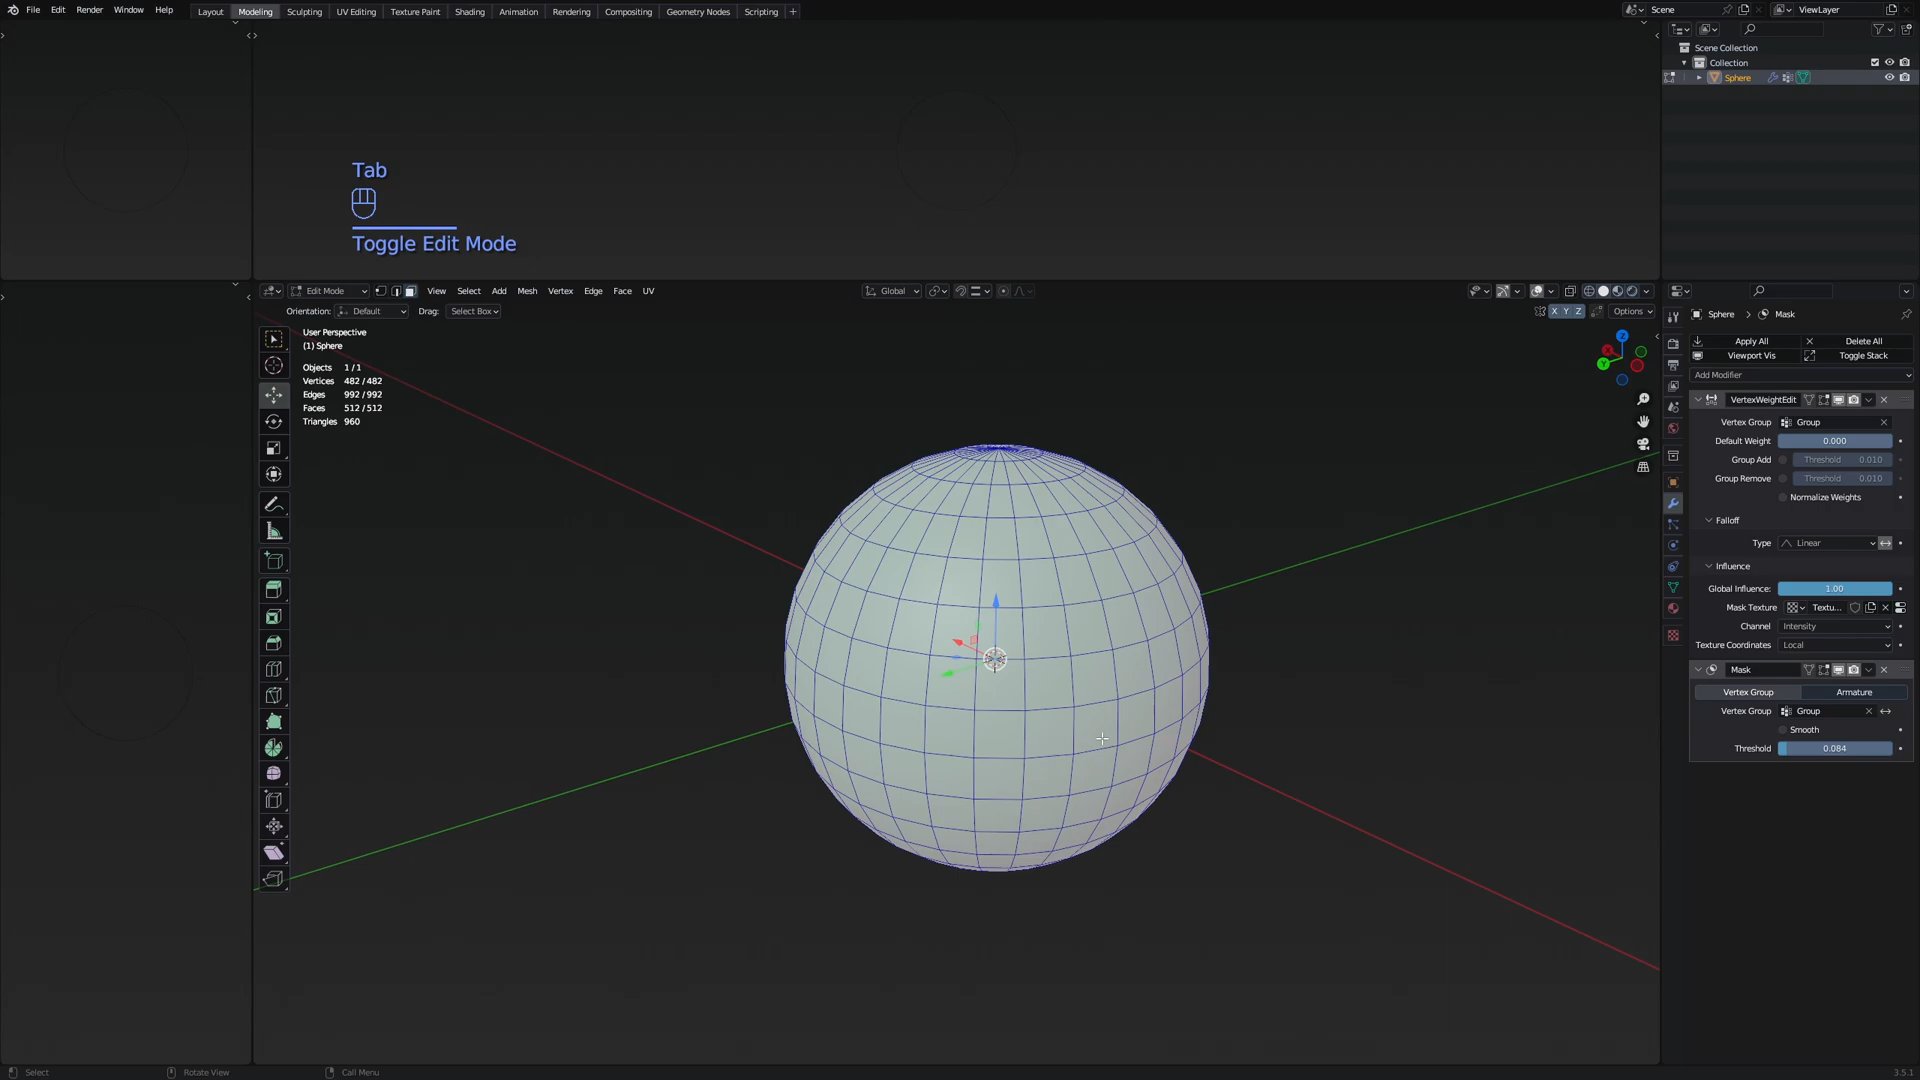 File Edit Render Window Help
Layout Modeling Sculpting UV Editing Texture Paint Shading Animation Rendering Compositing Geometry Nodes Scripting +
Scene
ViewLayer
Scene Collection
Collection
Sphere
Tab
Toggle Edit Mode
Edit Mode View Select Add Mesh Vertex Edge Face UV
Global
Orientation: Default Drag: Select Box
X Y Z Options
User Perspective
(1) Sphere
Objects 1/1
Vertices 482/482
Edges 992/992
Faces 512/512
Triangles 960
Z
X
Y
Sphere > Mask
Apply All Delete All
Viewport Vis Toggle Stack
Add Modifier
VertexWeightEdit
Vertex Group Group
Default Weight 0.000
Group Add Threshold 0.010
Group Remove Threshold 0.010
Normalize Weights
Falloff
Type Linear
Influence
Global Influence: 1.00
Mask Texture Textu...
Channel Intensity
Texture Coordinates Local
Mask
Vertex Group Armature
Vertex Group Group
Smooth
Threshold 0.084
Select Rotate View Call Menu
3.5.1